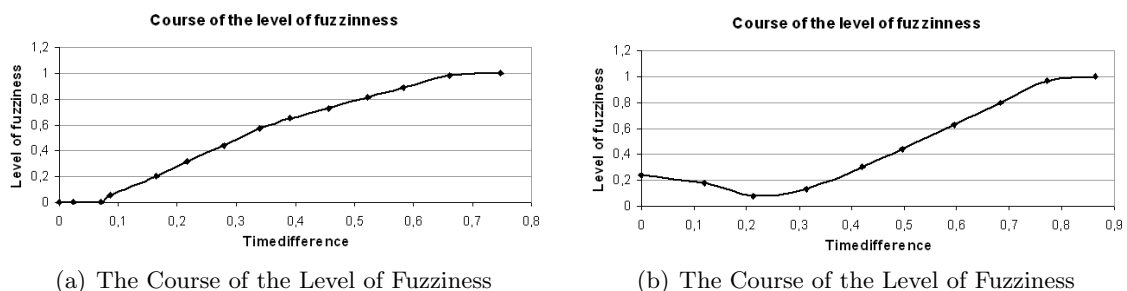 Course of the level of fuzzinness
1,2
1
0,8
0,6
0,4
0,2
0
Level of fuzziness
0 0,1 0,2 0,3 0,4 0,5 0,6 0,7 0,8
Timedifference
(a) The Course of the Level of Fuzziness
Course of the level of fuzzinness
1,2
1
0,8
0,6
0,4
0,2
0
Level of fuzziness
0 0,1 0,2 0,3 0,4 0,5 0,6 0,7 0,8 0,9
Timedifference
(b) The Course of the Level of Fuzziness